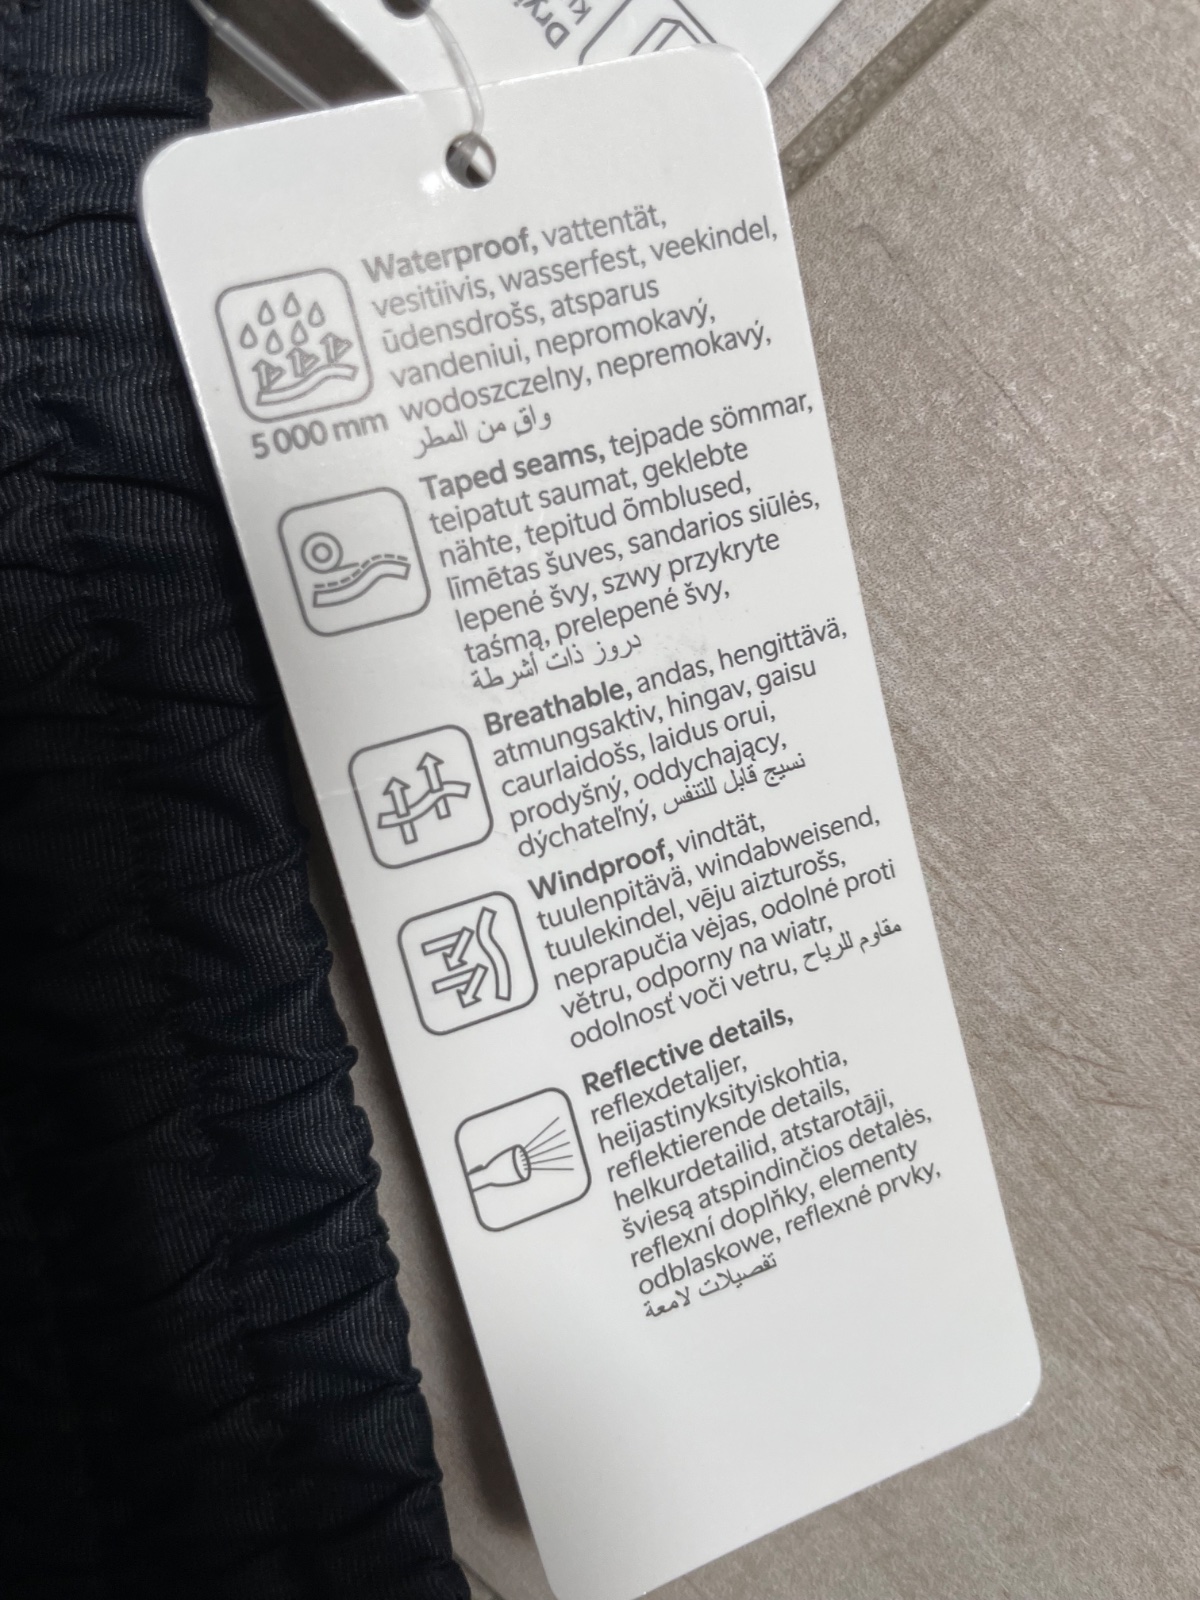 Waterproof, vattentät,
vesitiivis, wasserfest, veekindel,
ūdensdrošs, atsparus
vandeniui, nepromokavý,
wodoszczelny, nepremokavý,
واق من المطر
5 000 mm
Taped seams, tejpade sömmar,
teipatut saumat, geklebte
nähte, tepitud õmblused,
līmētas šuves, sandarios siūlės,
lepené švy, szwy przykryte
taśmą, prelepené švy,
دروز ذات أشرطة
Breathable, andas, hengittävä,
atmungsaktiv, hingav, gaisu
caurlaidošs, laidus orui,
prodyšný, oddychający,
dýchateľný, نسيج قابل للتنفس
Windproof, vindtät,
tuulenpitävä, windabweisend,
tuulekindel, vēju aizturošs,
neprapučia vėjas, odolné proti
větru, odporny na wiatr,
odolnosť voči vetru, مقاوم للرياح
Reflective details,
reflexdetaljer,
heijastinyksityiskohtia,
reflektierende details,
helkurdetailid, atstarotāji,
šviesą atspindinčios detalės,
reflexní doplňky, elementy
odblaskowe, reflexné prvky,
تفصيلات لامعة